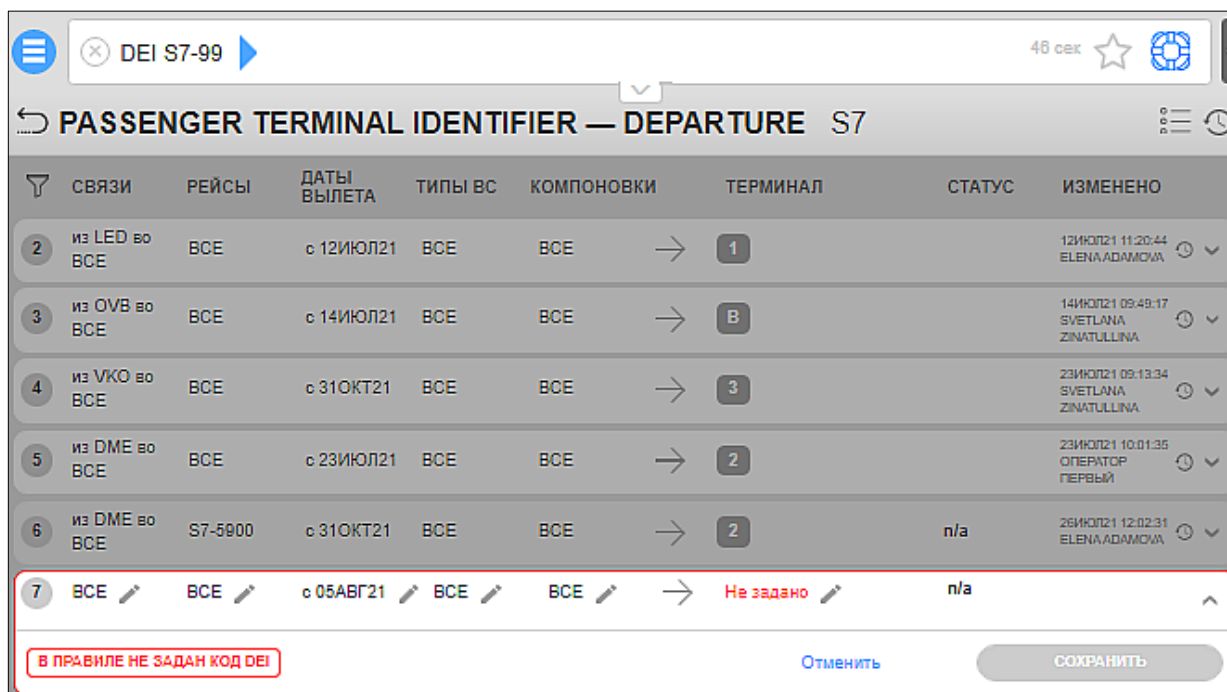 DEI S7-99
46 сек
PASSENGER TERMINAL IDENTIFIER — DEPARTURE S7
СВЯЗИ РЕЙСЫ ДАТЫ ВЫЛЕТА ТИПЫ ВС КОМПОНОВКИ ТЕРМИНАЛ СТАТУС ИЗМЕНЕНО
2 из LED во ВСЕ ВСЕ с 12ИЮЛ21 ВСЕ ВСЕ 1 12ИЮЛ21 11:20:44 ELENA ADAMOVA
3 из OVB во ВСЕ ВСЕ с 14ИЮЛ21 ВСЕ ВСЕ B 14ИЮЛ21 09:49:17 SVETLANA ZINATULLINA
4 из VKO во ВСЕ ВСЕ с 31ОКТ21 ВСЕ ВСЕ 3 23ИЮЛ21 09:13:34 SVETLANA ZINATULLINA
5 из DME во ВСЕ ВСЕ с 23ИЮЛ21 ВСЕ ВСЕ 2 23ИЮЛ21 10:01:35 ОПЕРАТОР ПЕРВЫЙ
6 из DME во ВСЕ S7-5900 с 31ОКТ21 ВСЕ ВСЕ 2 n/a 26ИЮЛ21 12:02:31 ELENA ADAMOVA
7 ВСЕ ВСЕ с 05АВГ21 ВСЕ ВСЕ Не задано n/a
В ПРАВИЛЕ НЕ ЗАДАН КОД DEI Отменить СОХРАНИТЬ